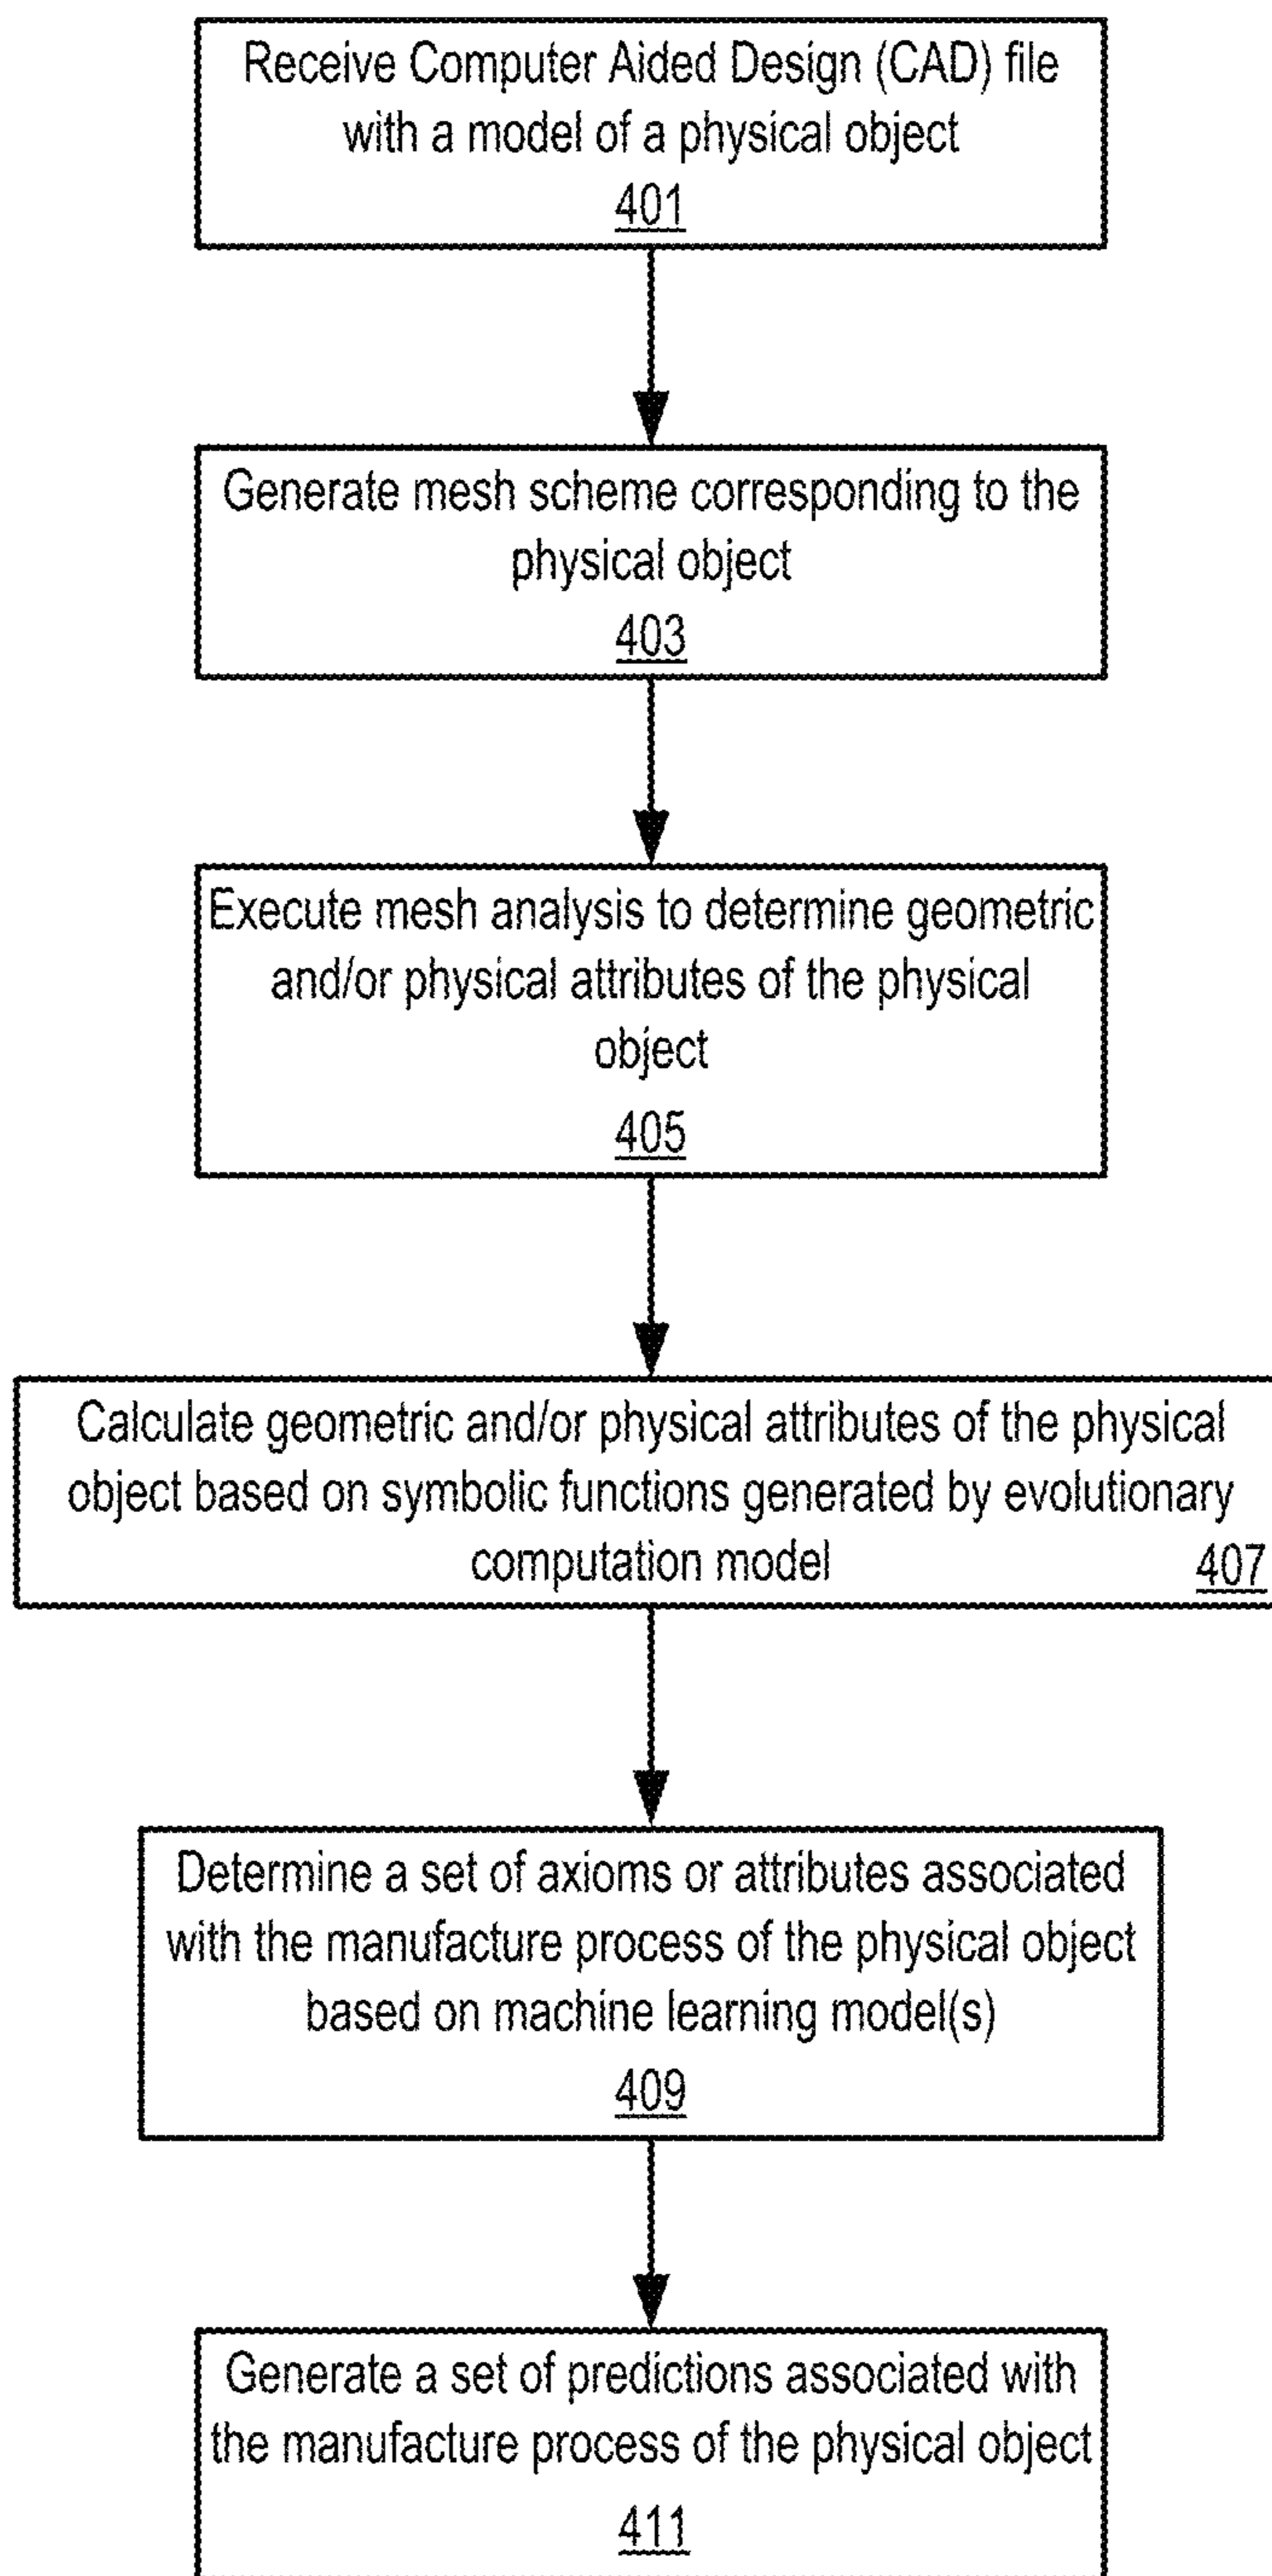 Receive Computer Aided Design (CAD) file
with a model of a physical object
401
Generate mesh scheme corresponding to the
physical object
403
Execute mesh analysis to determine geometric
and/or physical attributes of the physical
object
405
Calculate geometric and/or physical attributes of the physical
object based on symbolic functions generated by evolutionary
computation model 407
Determine a set of axioms or attributes associated
with the manufacture process of the physical object
based on machine learning model(s)
409
Generate a set of predictions associated with
the manufacture process of the physical object
411